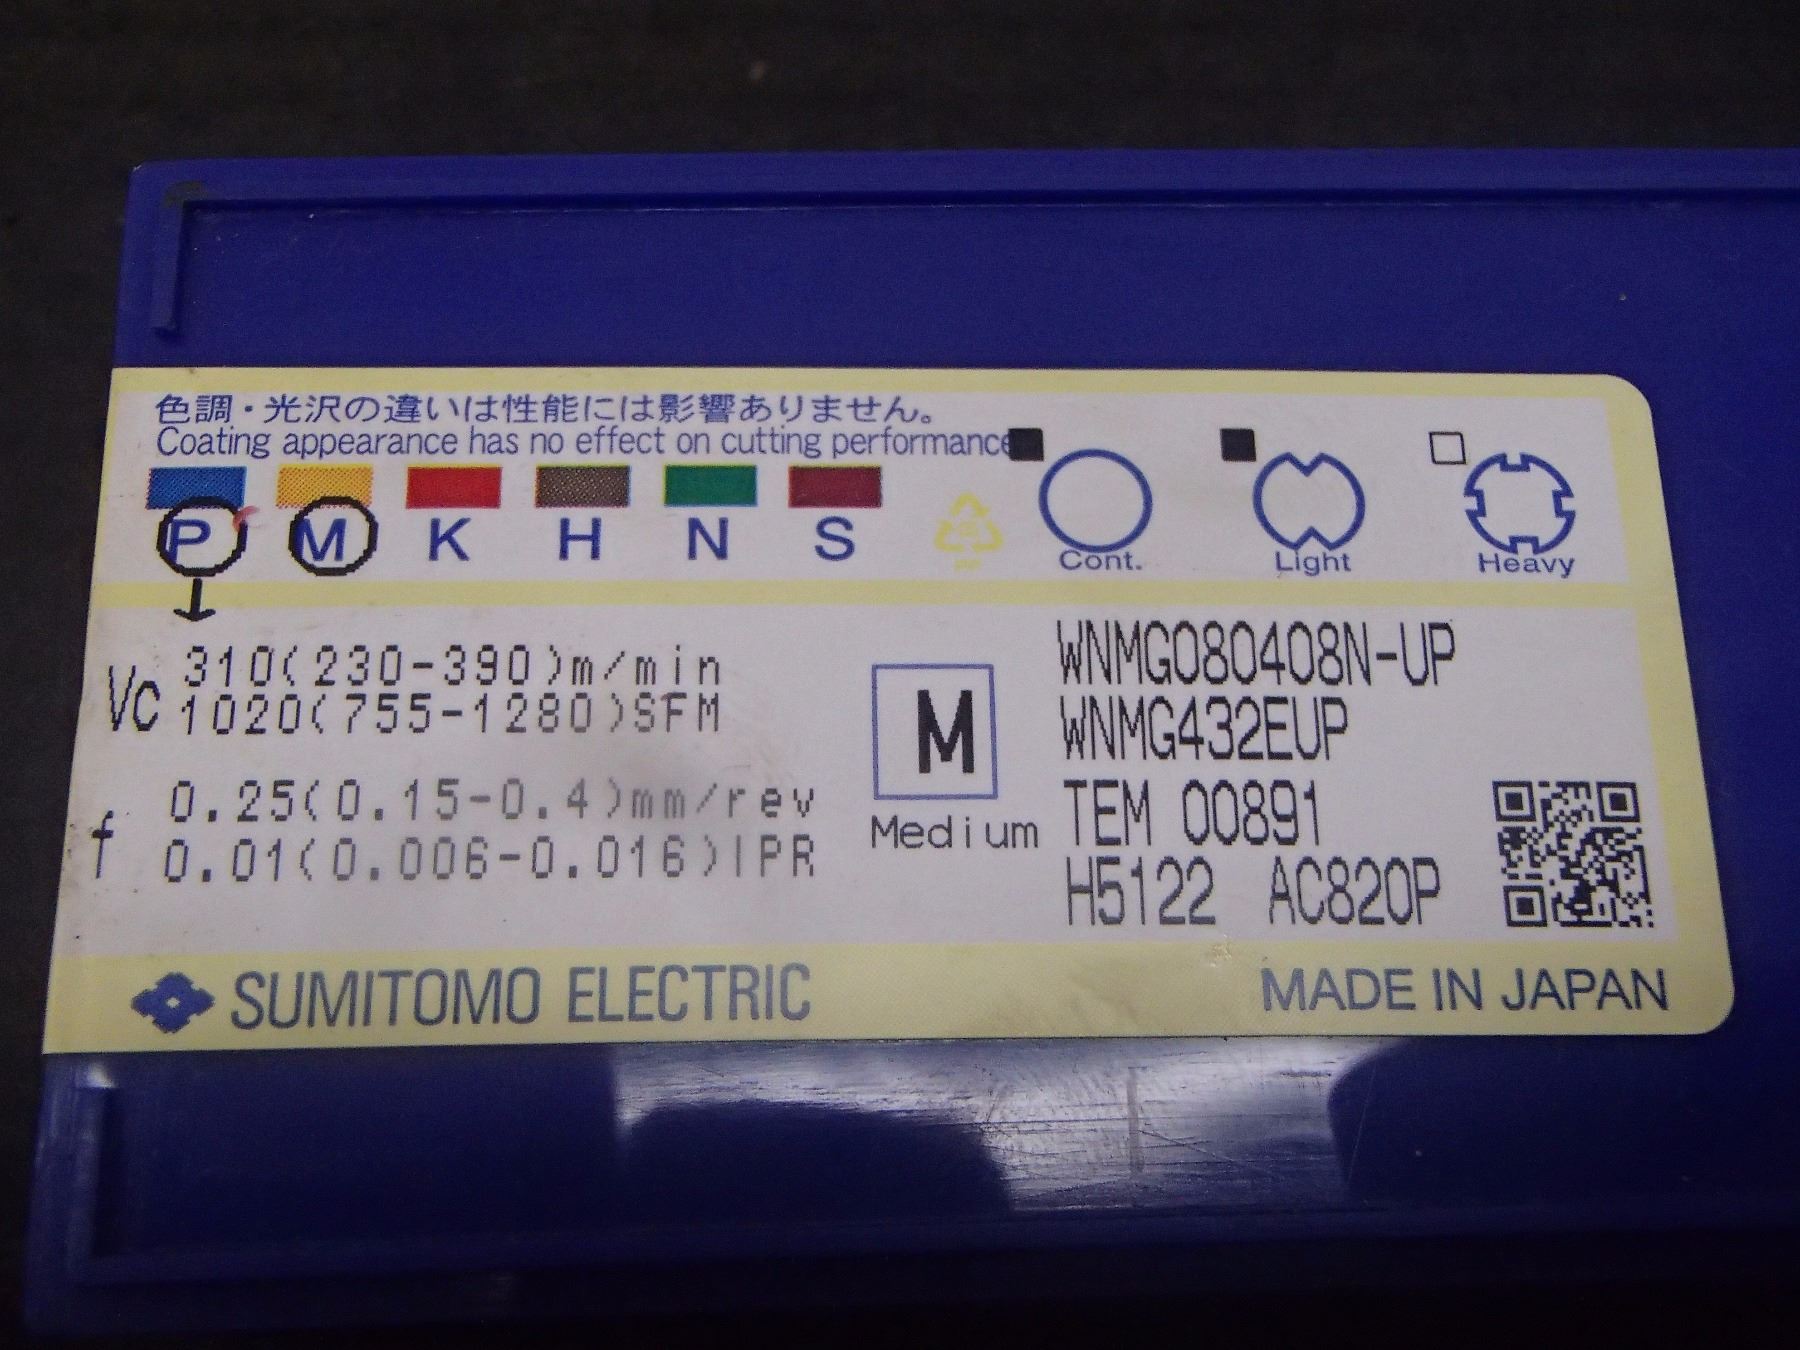 色調・光沢の違いは性能には影響ありません。
Coating appearance has no effect on cutting performance
P M K H N S
Cont. Light Heavy
Vc 310(230-390)m/min
1020(755-1280)SFM
f 0.25(0.15-0.4)mm/rev
0.01(0.006-0.016)IPR
M
Medium
WNMG080408N-UP
WNMG432EUP
TEM 00891
H5122 AC820P
SUMITOMO ELECTRIC
MADE IN JAPAN